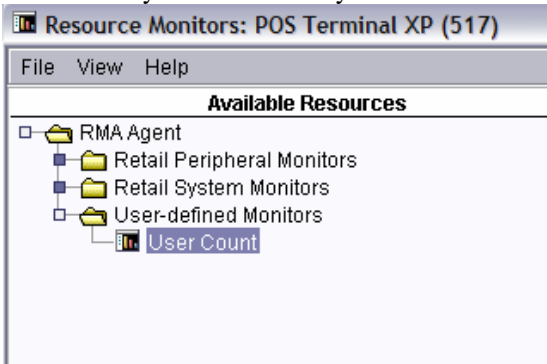 Resource Monitors: POS Terminal XP (517)
File View Help
Available Resources
RMA Agent
Retail Peripheral Monitors
Retail System Monitors
User-defined Monitors
User Count